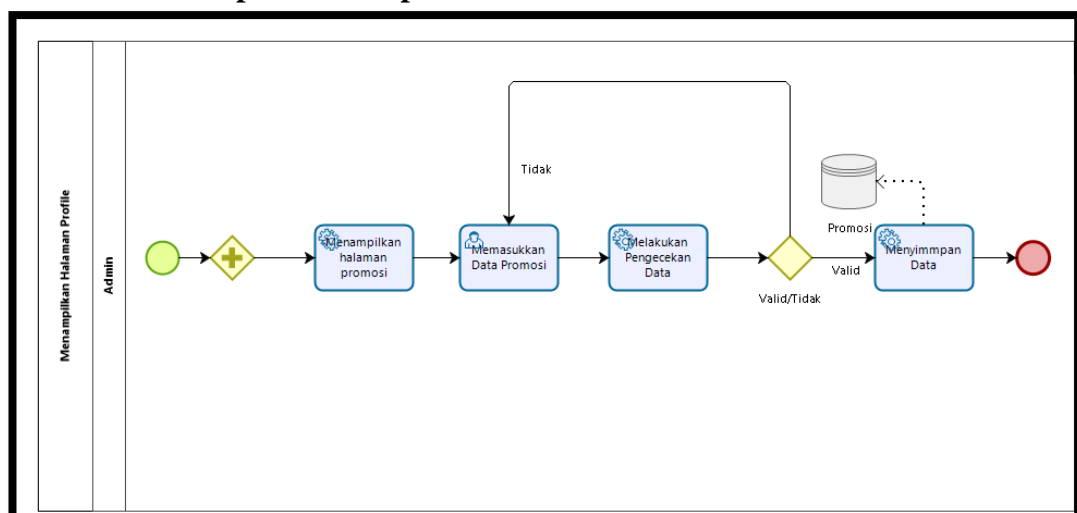 Menampilkan Halaman Profile
Admin
Menampilkan
halaman
promosi
Tidak
Memasukkan
Data Promosi
Melakukan
Pengecekan
Data
Valid/Tidak
Valid
Promosi
Menyimmpan
Data